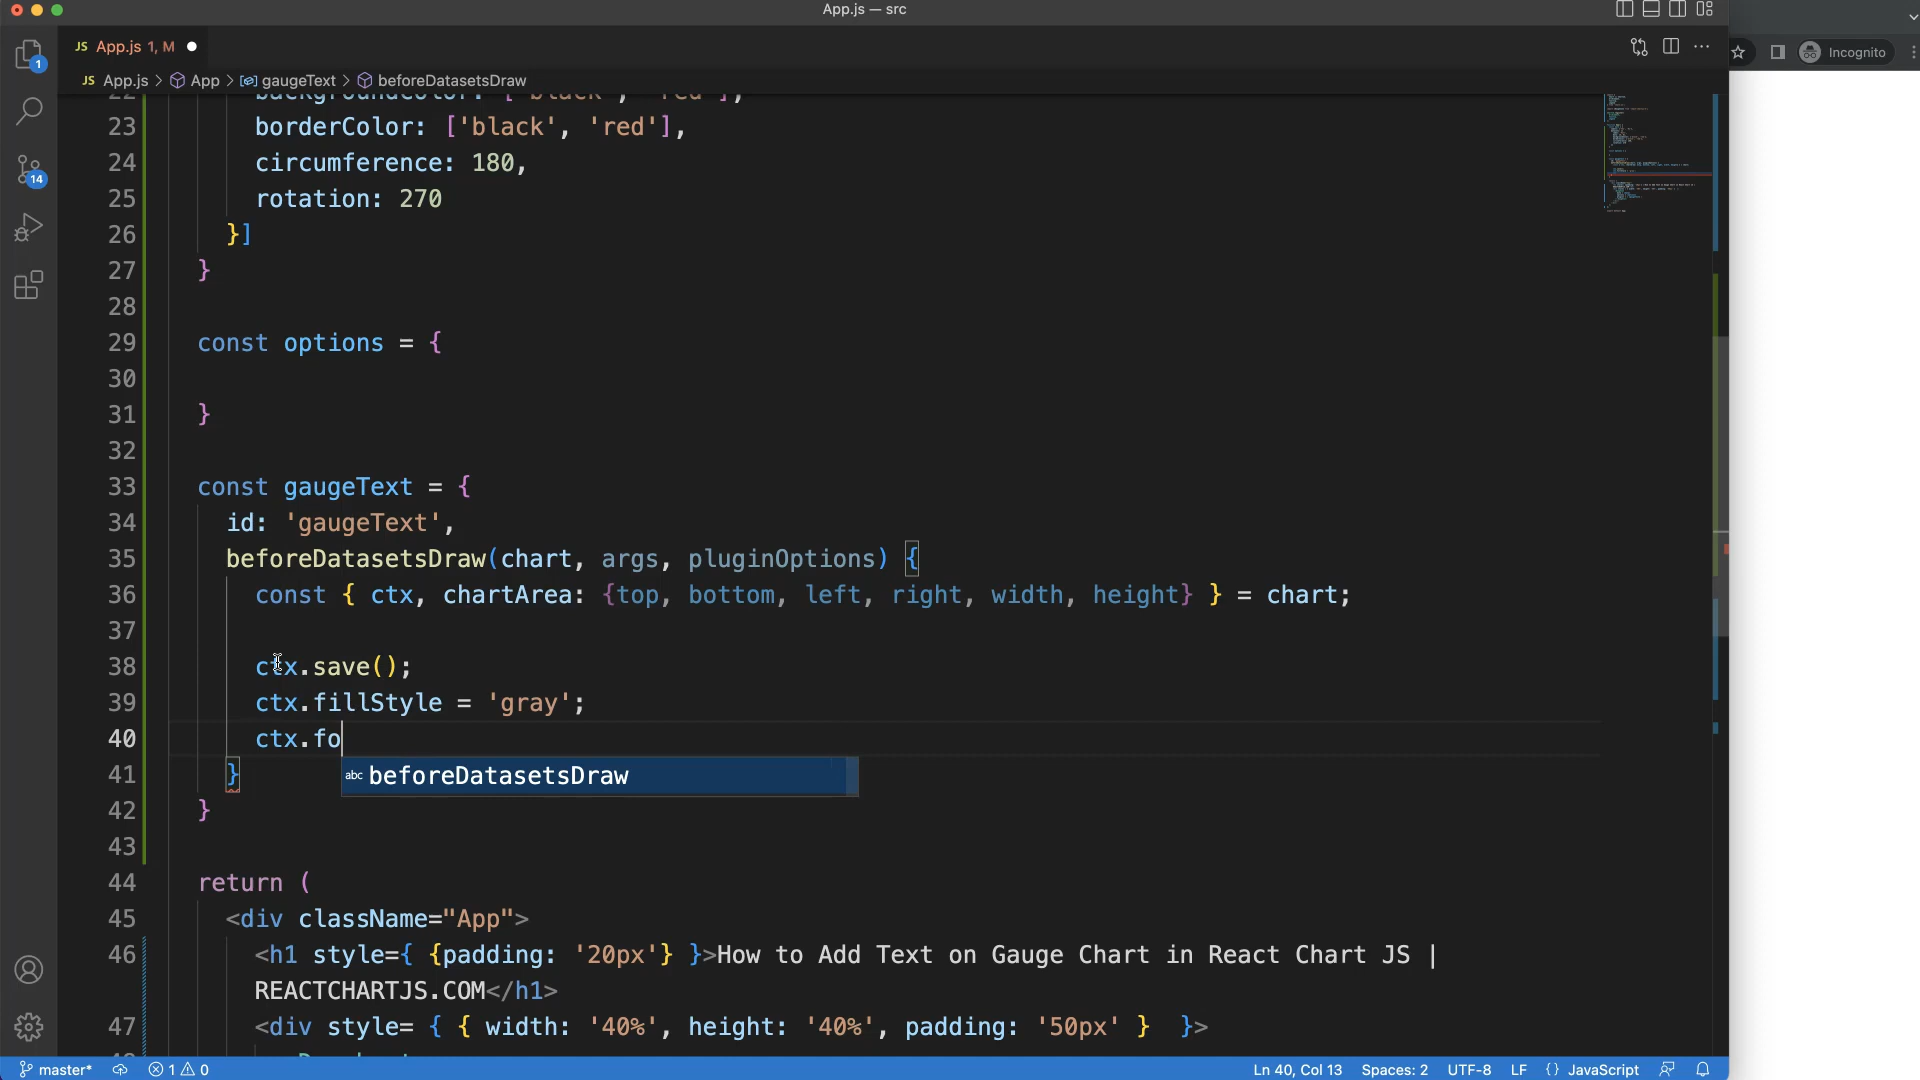 App.js — src
JS App.js 1, M
Incognito
JS App.js > App > gaugeText > beforeDatasetsDraw
22 backgroundColor: ['black', 'red'],
23 borderColor: ['black', 'red'],
24 circumference: 180,
25 rotation: 270
26 }]
27 }
28
29 const options = {
30
31 }
32
33 const gaugeText = {
34 id: 'gaugeText',
35 beforeDatasetsDraw(chart, args, pluginOptions) {
36 const { ctx, chartArea: {top, bottom, left, right, width, height} } = chart;
37
38 ctx.save();
39 ctx.fillStyle = 'gray';
40 ctx.fo
41 }
abc beforeDatasetsDraw
42 }
43
44 return (
45 <div className="App">
46 <h1 style={ {padding: '20px'} }>How to Add Text on Gauge Chart in React Chart JS |
REACTCHARTJS.COM</h1>
47 <div style= { { width: '40%', height: '40%', padding: '50px' } }>
1
14
master* 1 0 Ln 40, Col 13 Spaces: 2 UTF-8 LF {} JavaScript